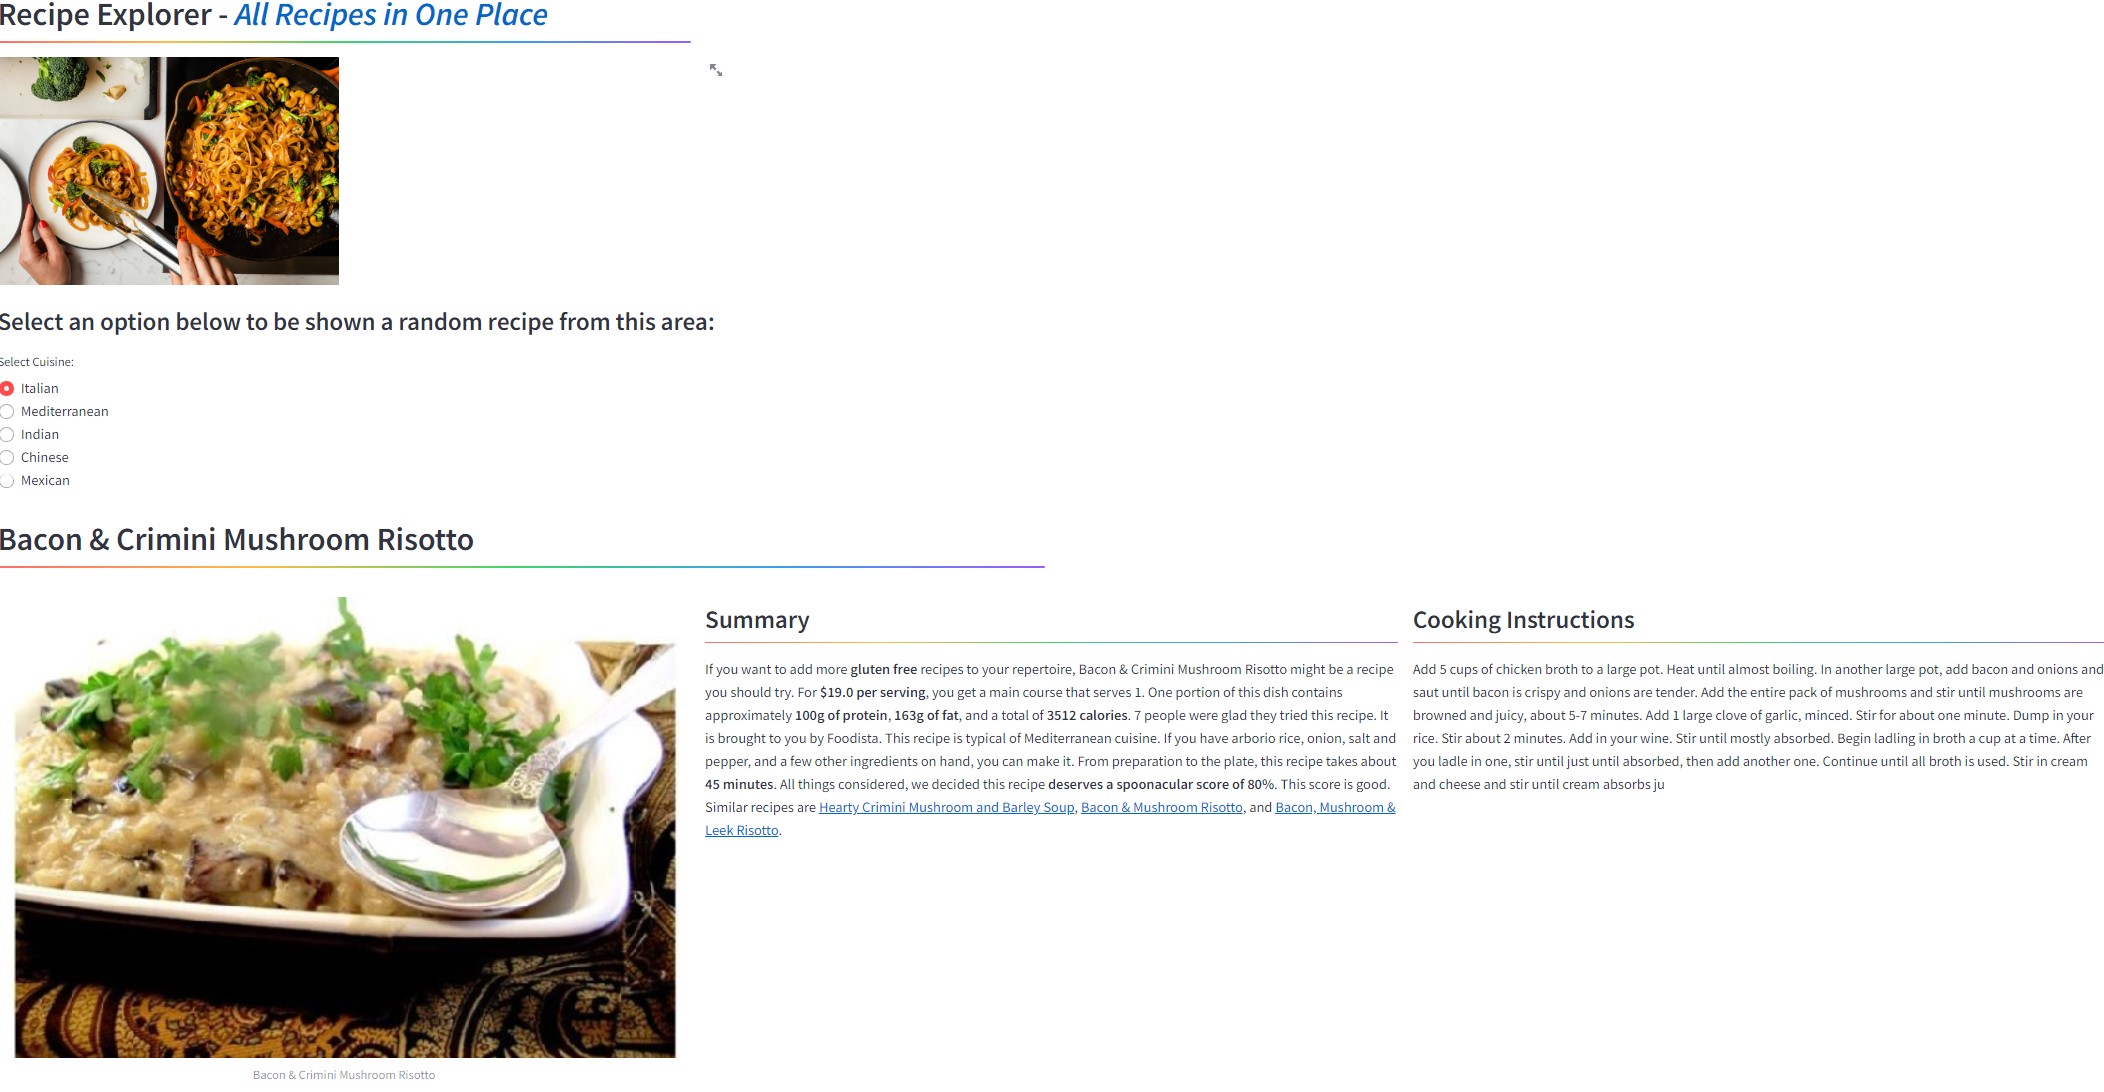 Recipe Explorer - All Recipes in One Place
Select an option below to be shown a random recipe from this area:
Select Cuisine:
Italian
Mediterranean
Indian
Chinese
Mexican
Bacon & Crimini Mushroom Risotto
Summary
If you want to add more gluten free recipes to your repertoire, Bacon & Crimini Mushroom Risotto might be a recipe
you should try. For $19.0 per serving, you get a main course that serves 1. One portion of this dish contains
approximately 100g of protein, 163g of fat, and a total of 3512 calories. 7 people were glad they tried this recipe. It
is brought to you by Foodista. This recipe is typical of Mediterranean cuisine. If you have arborio rice, onion, salt and
pepper, and a few other ingredients on hand, you can make it. From preparation to the plate, this recipe takes about
45 minutes. All things considered, we decided this recipe deserves a spoonacular score of 80%. This score is good.
Similar recipes are Hearty Crimini Mushroom and Barley Soup, Bacon & Mushroom Risotto, and Bacon, Mushroom &
Leek Risotto.
Cooking Instructions
Add 5 cups of chicken broth to a large pot. Heat until almost boiling. In another large pot, add bacon and onions and
saut until bacon is crispy and onions are tender. Add the entire pack of mushrooms and stir until mushrooms are
browned and juicy, about 5-7 minutes. Add 1 large clove of garlic, minced. Stir for about one minute. Dump in your
rice. Stir about 2 minutes. Add in your wine. Stir until mostly absorbed. Begin ladling in broth a cup at a time. After
you ladle in one, stir until just until absorbed, then add another one. Continue until all broth is used. Stir in cream
and cheese and stir until cream absorbs ju
Bacon & Crimini Mushroom Risotto